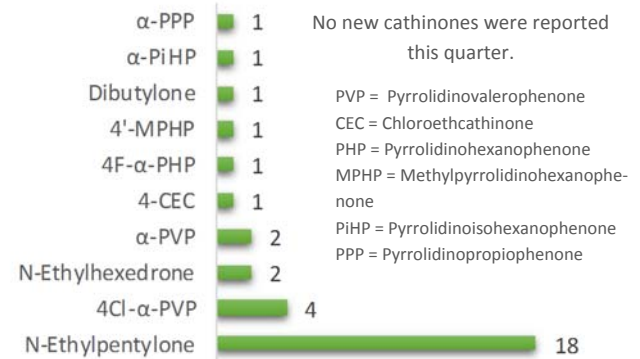 α-PPP 1
α-PiHP 1
Dibutylone 1
4'-MPHP 1
4F-α-PHP 1
4-CEC 1
α-PVP 2
N-Ethylhexedrone 2
4Cl-α-PVP 4
N-Ethylpentylone 18
No new cathinones were reported
this quarter.
PVP = Pyrrolidinovalerophenone
CEC = Chloroethcathinone
PHP = Pyrrolidinohexanophenone
MPHP = Methylpyrrolidinohexanophe-
none
PiHP = Pyrrolidinoisohexanophenone
PPP = Pyrrolidinopropiophenone